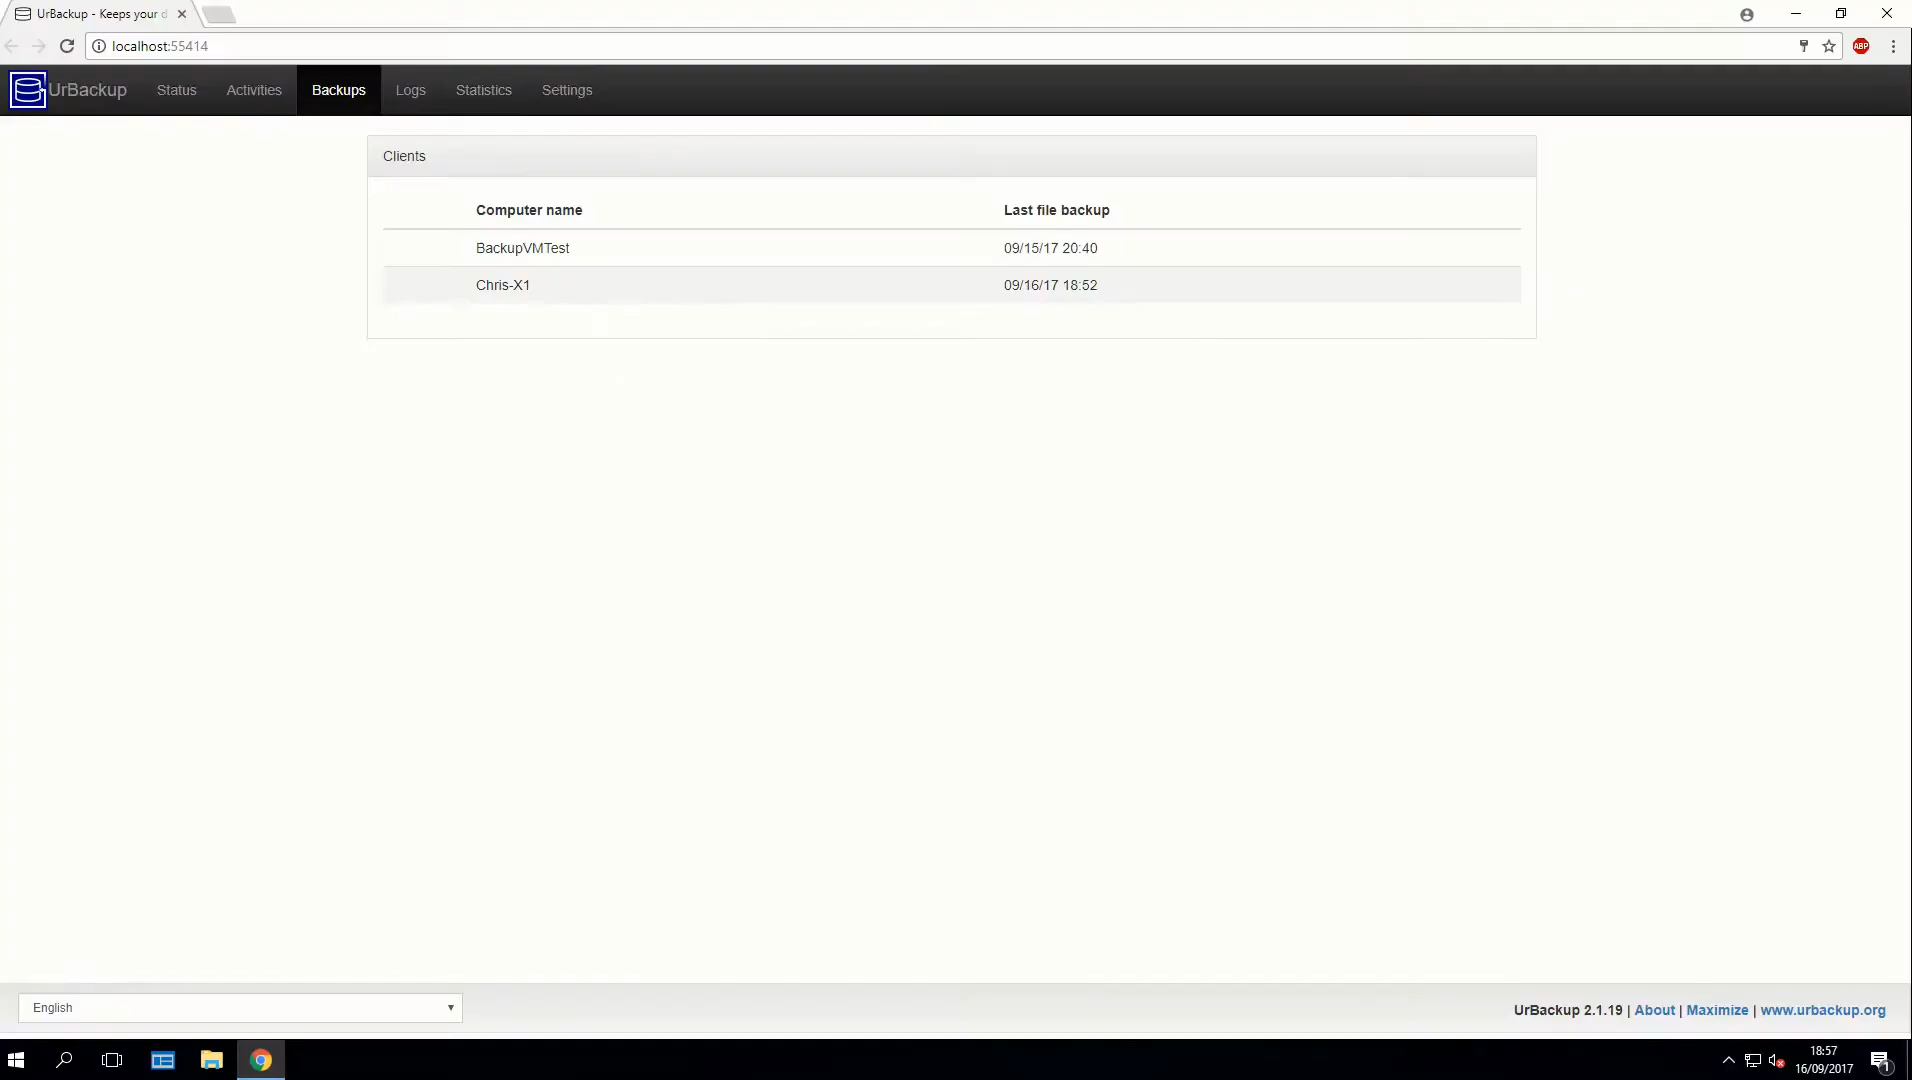 UrBackup - Keeps your d
localhost:55414
ABP
UrBackup Status Activities Backups Logs Statistics Settings
Clients
Computer name Last file backup
BackupVMTest 09/15/17 20:40
Chris-X1 09/16/17 18:52
English
UrBackup 2.1.19 | About | Maximize | www.urbackup.org
18:57
16/09/2017
1